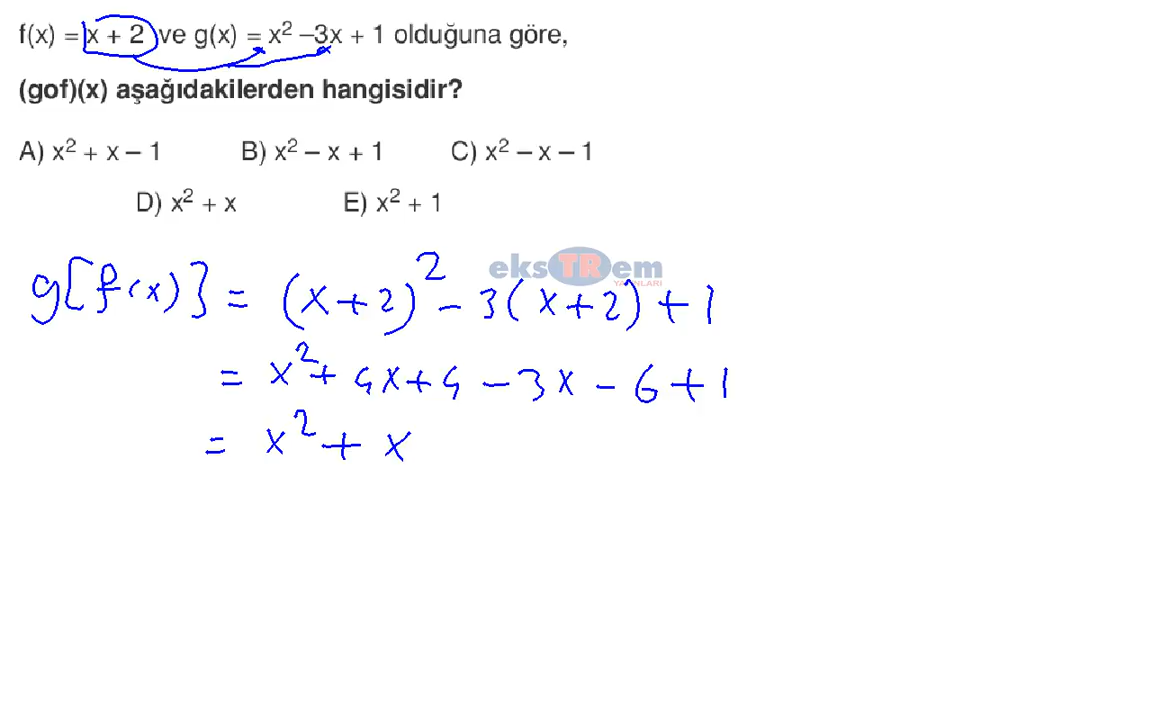 f(x) = x + 2 ve g(x) = x² –3x + 1 olduğuna göre,
(gof)(x) aşağıdakilerden hangisidir?
A) x² + x – 1 B) x² – x + 1 C) x² – x – 1
D) x² + x E) x² + 1
eksTRem
YAYINLARI
g[f(x)] = (x+2)² - 3(x+2) + 1
= x² + 4x + 4 - 3x - 6 + 1
= x² + x